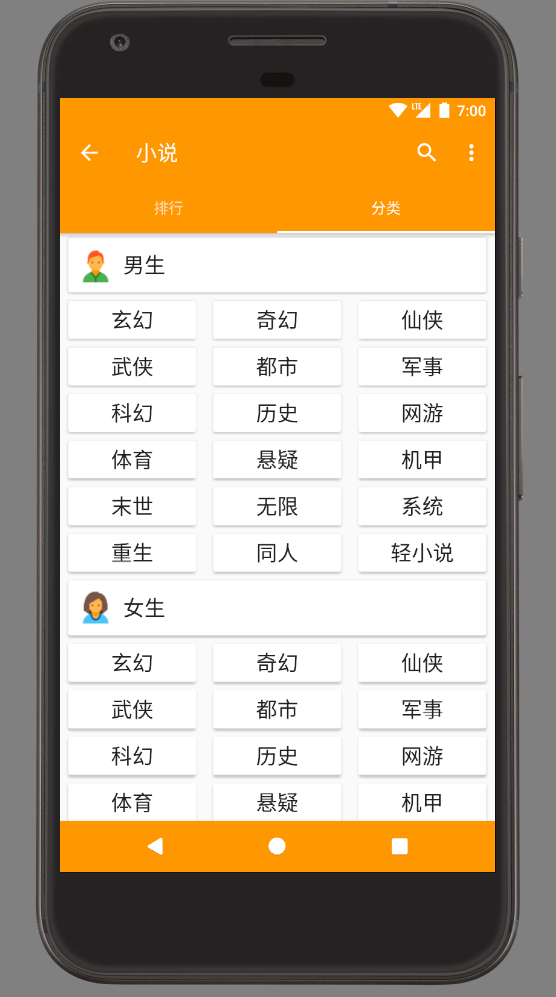 LTE 7:00
小说
排行 分类
男生
玄幻 奇幻 仙侠
武侠 都市 军事
科幻 历史 网游
体育 悬疑 机甲
末世 无限 系统
重生 同人 轻小说
女生
玄幻 奇幻 仙侠
武侠 都市 军事
科幻 历史 网游
体育 悬疑 机甲